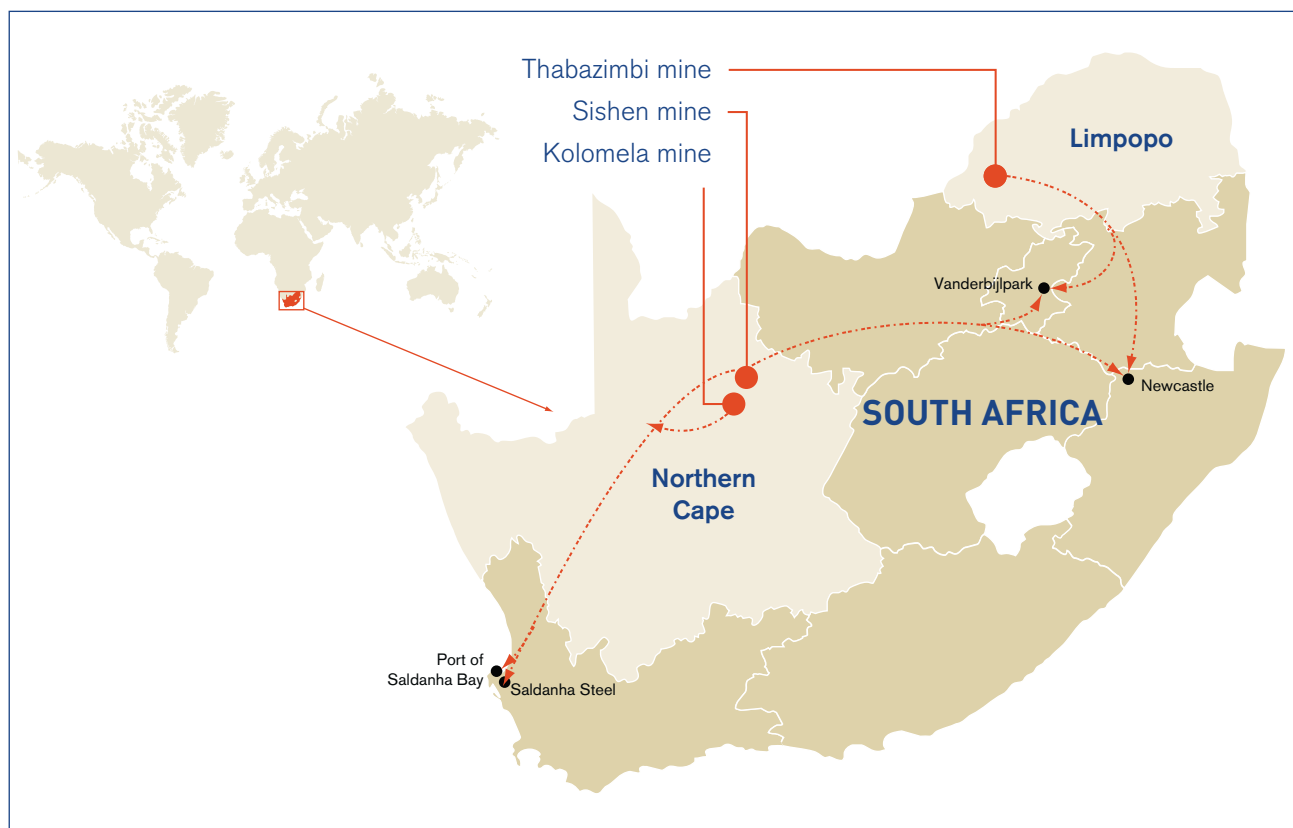 Thabazimbi mine
Sishen mine
Kolomela mine
Limpopo
Vanderbijlpark
Newcastle
SOUTH AFRICA
Northern
Cape
Port of
Saldanha Bay
Saldanha Steel